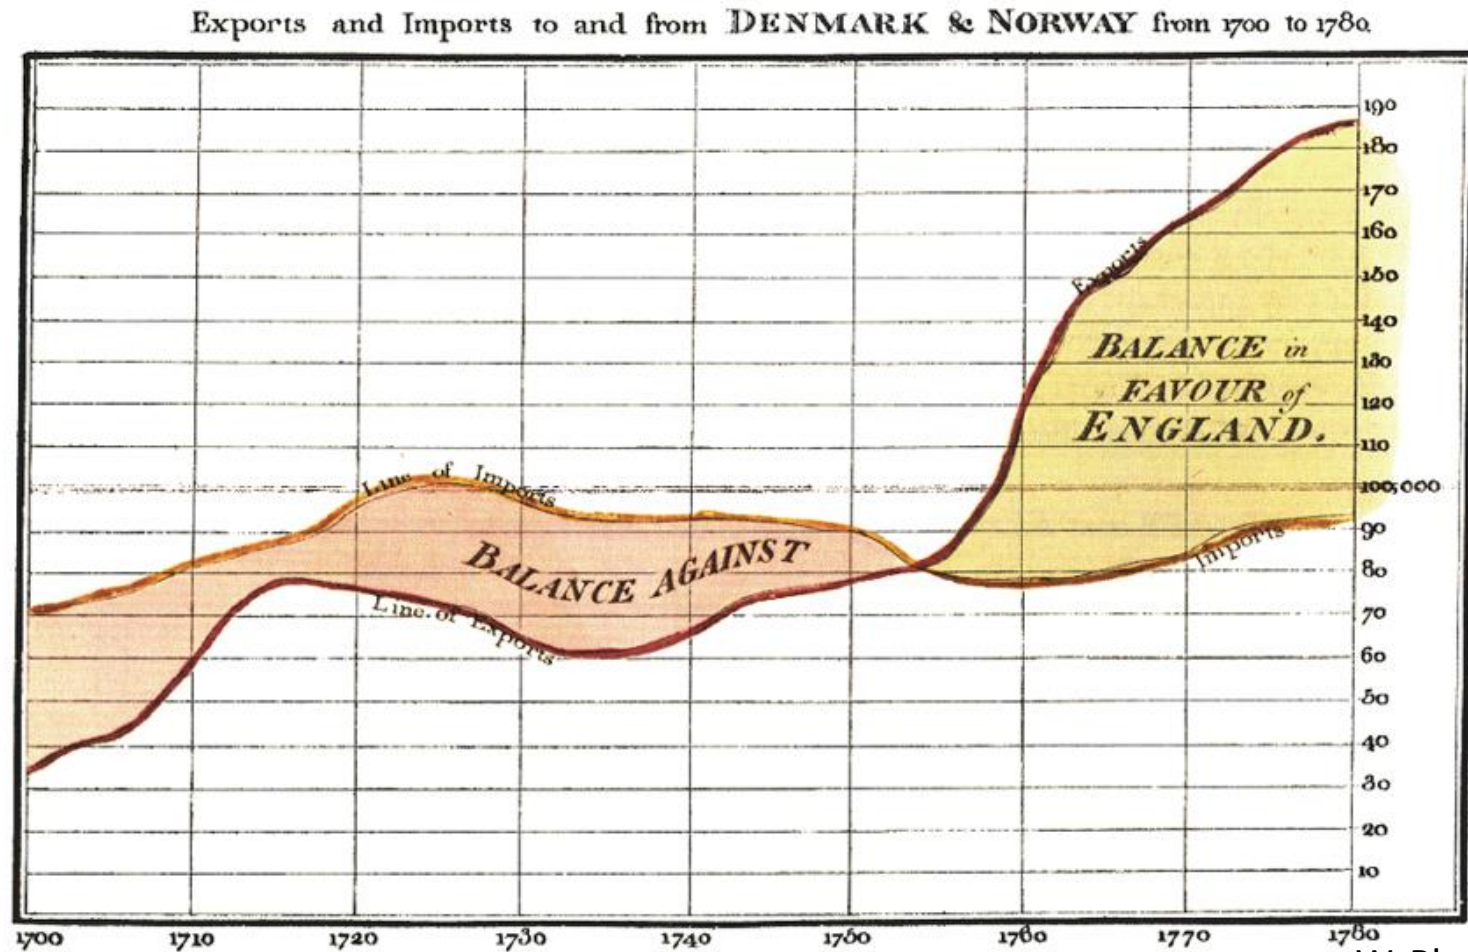 Exports and Imports to and from DENMARK & NORWAY from 1700 to 1780
190
180
170
160
150
140
130
120
110
100,000
90
80
70
60
50
40
30
20
10
Exports
BALANCE in
FAVOUR of
ENGLAND.
Line of Imports
BALANCE AGAINST
Line of Exports
Imports
1700 1710 1720 1730 1740 1750 1760 1770 1780